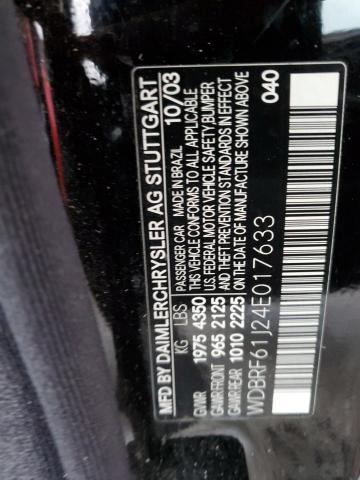 MFD BY DAIMLERCHRYSLER AG STUTTGART
KG LBS PASSENGER CAR MADE IN BRAZIL 10/03
GVWR 1975 4350 THIS VEHICLE CONFORMS TO ALL APPLICABLE
GAWR FRONT 965 2125 U.S. FEDERAL MOTOR VEHICLE SAFETY BUMPER
GAWR REAR 1010 2225 AND THEFT PREVENTION STANDARDS IN EFFECT
ON THE DATE OF MANUFACTURE SHOWN ABOVE
WDBRF61J24E017633 040